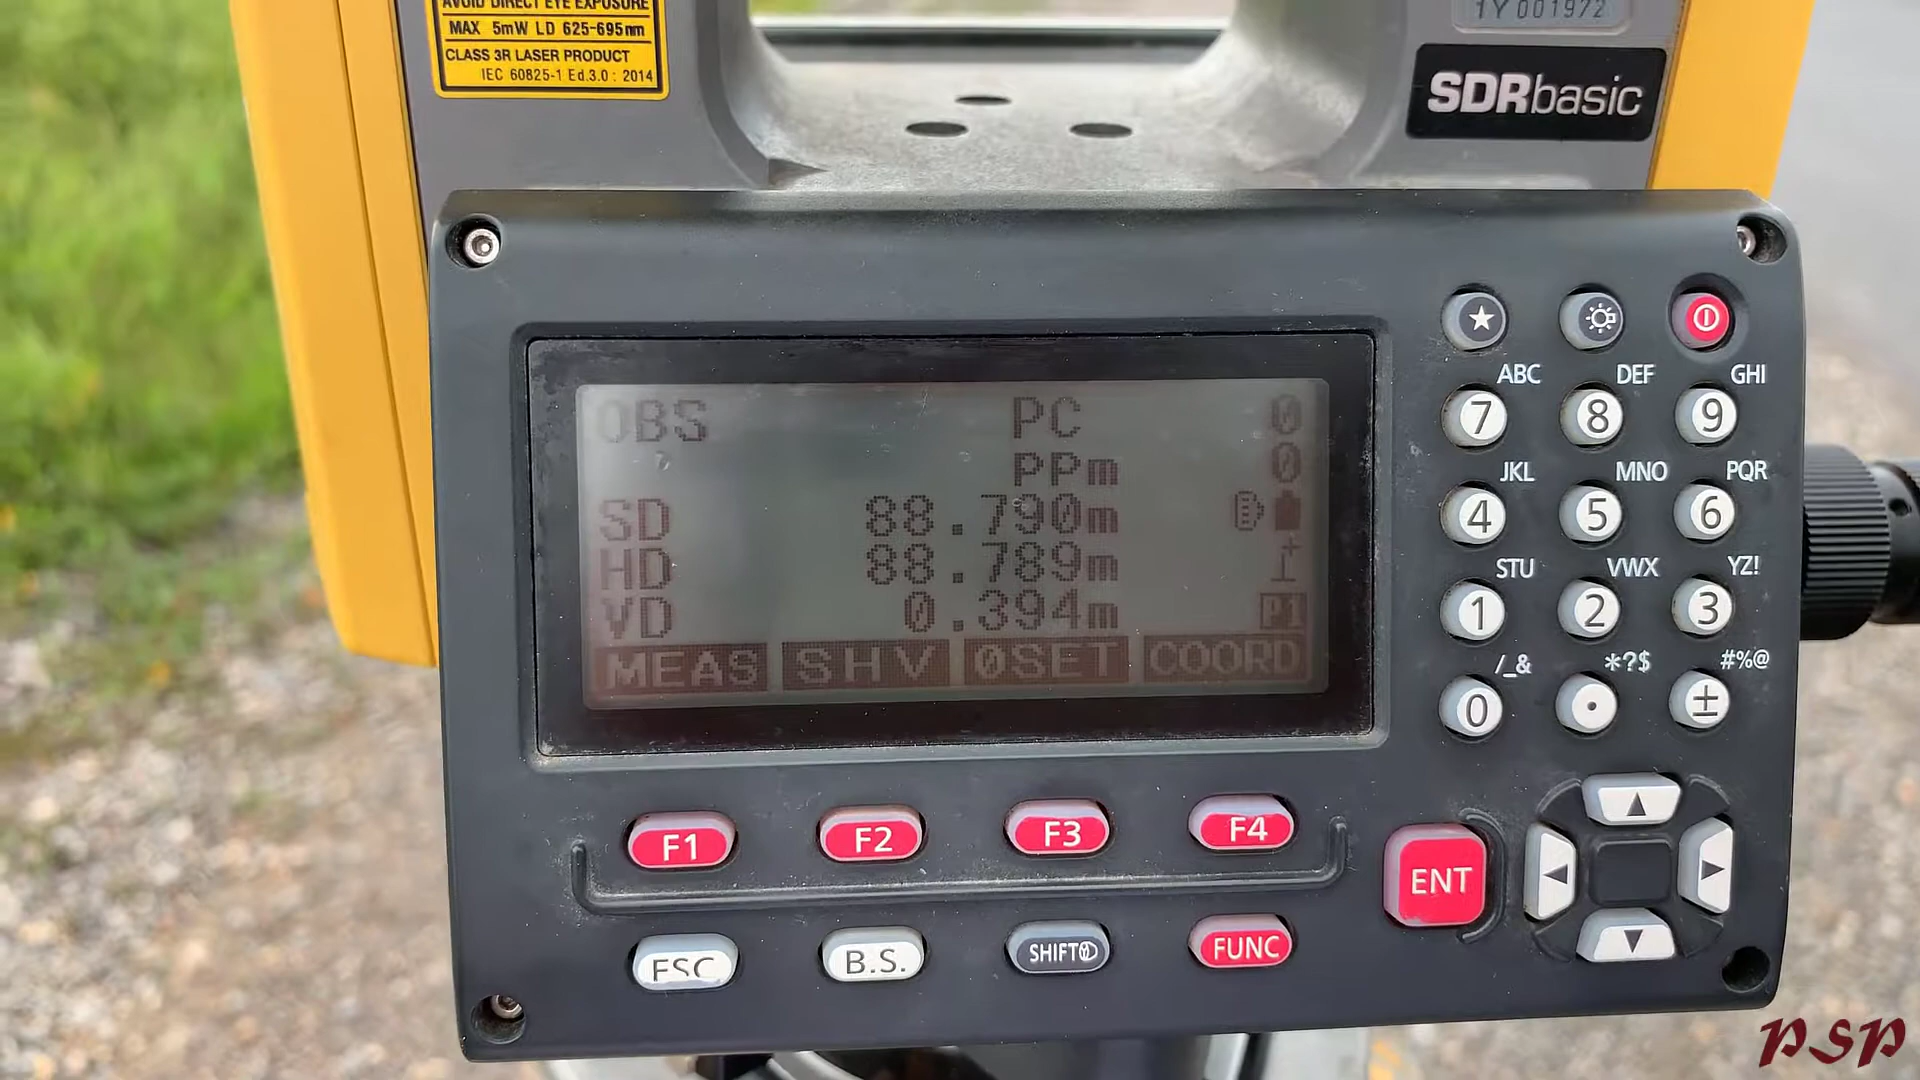 AVOID DIRECT EYE EXPOSURE
MAX 5mW LD 625-695nm
CLASS 3R LASER PRODUCT
IEC 60825-1 Ed.3.0 : 2014
1Y 001972
SDRbasic
OBS PC 0
PPm 0
SD 88.790m
HD 88.789m
VD 0.394m P1
MEAS SHV 0SET COORD
ABC DEF GHI
7 8 9
JKL MNO PQR
4 5 6
STU VWX YZ!
1 2 3
/_& *?$ #%@
0 . ±
F1 F2 F3 F4
ENT
ESC B.S. SHIFT FUNC
PSP